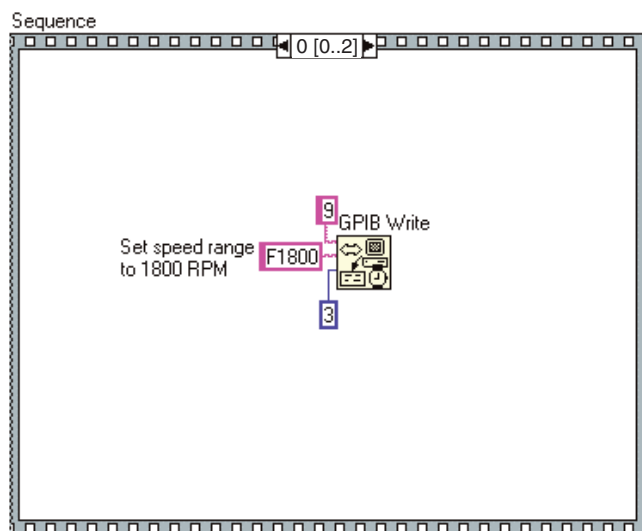 Sequence
0 [0..2]
9
GPIB Write
Set speed range
to 1800 RPM
F1800
3